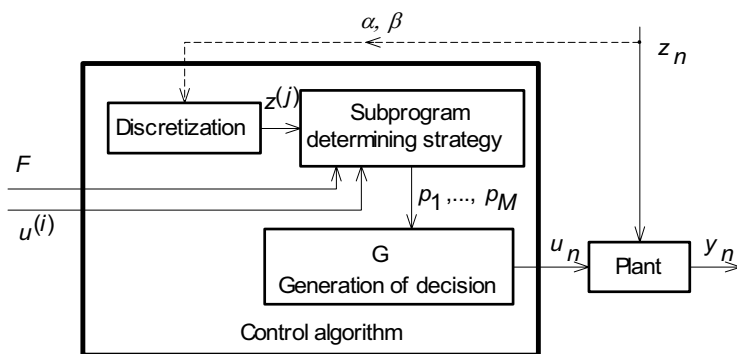 α, β
z_n
z^(j)
Discretization
Subprogram
determining strategy
F
u^(i)
p_1 ,..., p_M
G
Generation of decision
u_n
Plant
y_n
Control algorithm